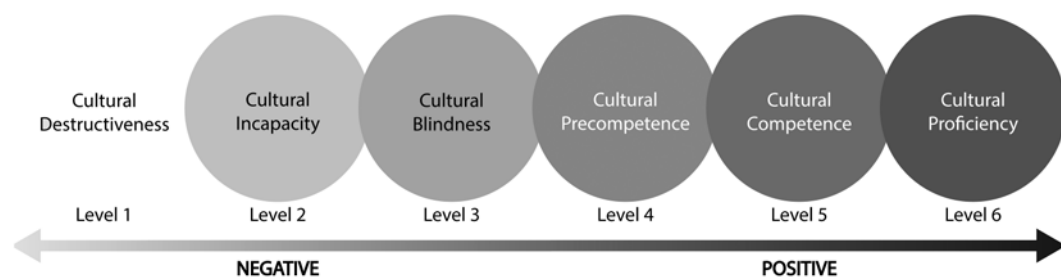 Cultural
Destructiveness
Cultural
Incapacity
Cultural
Blindness
Cultural
Precompetence
Cultural
Competence
Cultural
Proficiency
Level 1
Level 2
Level 3
Level 4
Level 5
Level 6
NEGATIVE
POSITIVE